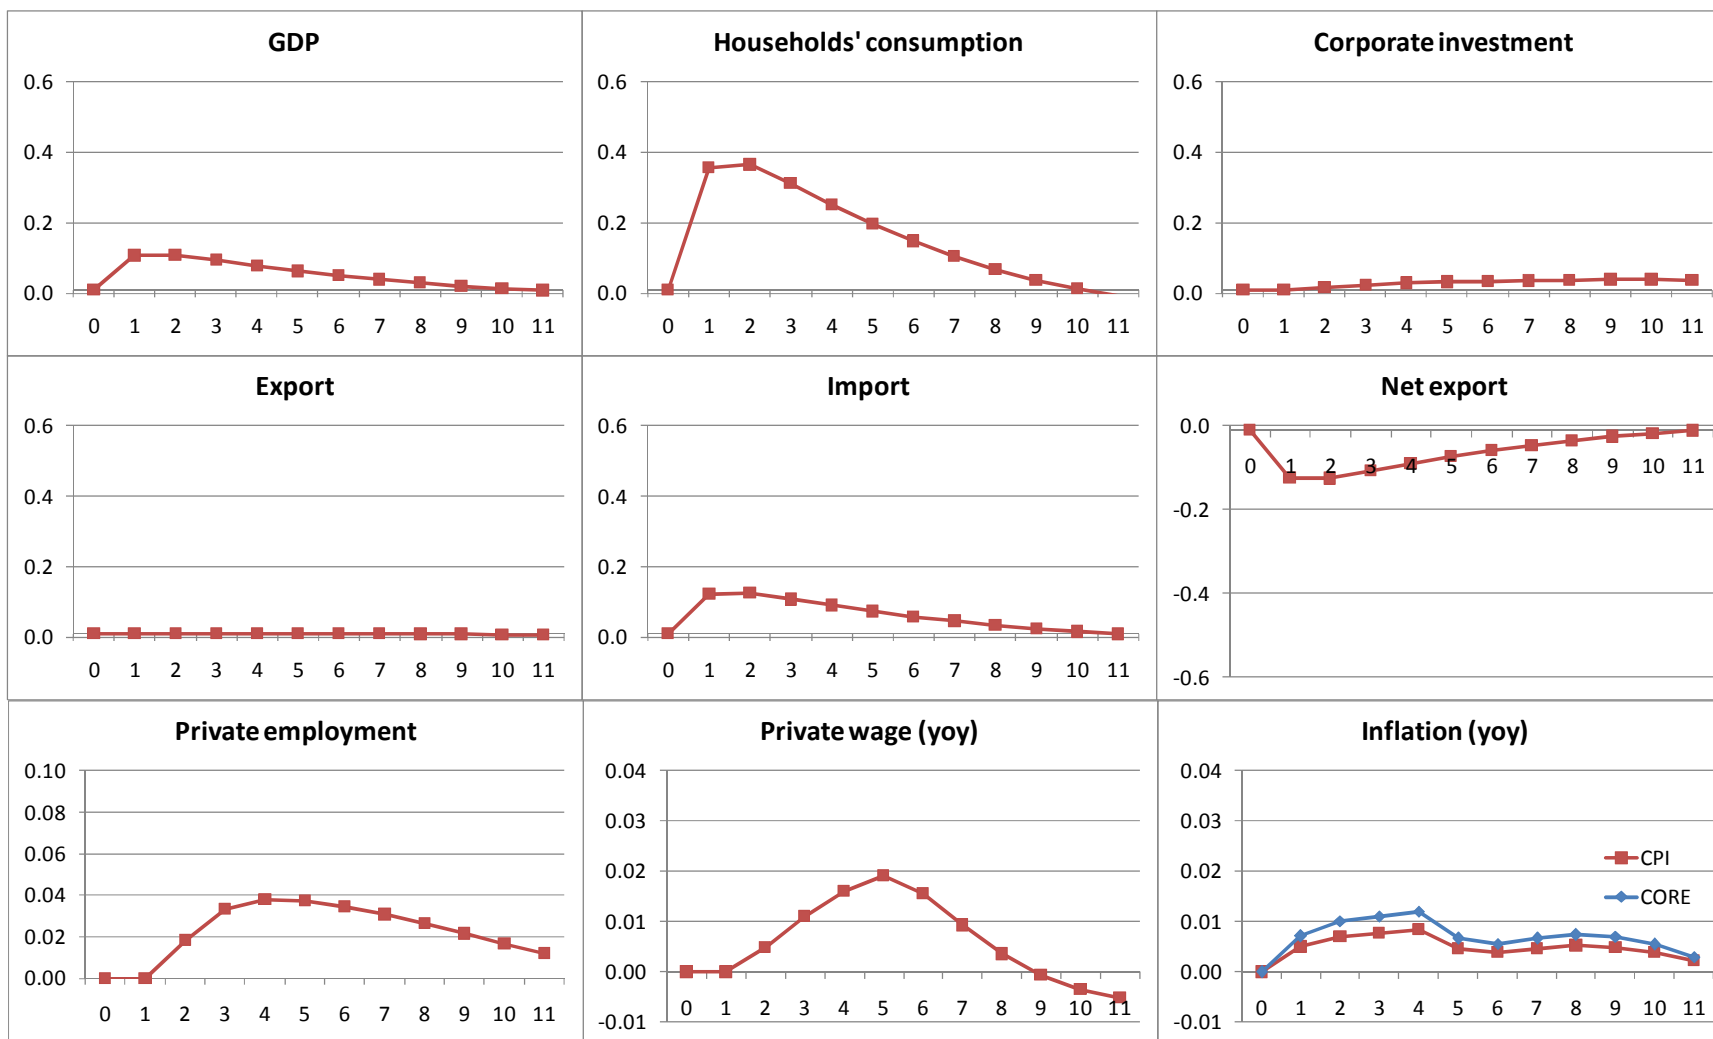 GDP
0.6
0.4
0.2
0.0
0 1 2 3 4 5 6 7 8 9 10 11
Households' consumption
0.6
0.4
0.2
0.0
0 1 2 3 4 5 6 7 8 9 10 11
Corporate investment
0.6
0.4
0.2
0.0
0 1 2 3 4 5 6 7 8 9 10 11
Export
0.6
0.4
0.2
0.0
0 1 2 3 4 5 6 7 8 9 10 11
Import
0.6
0.4
0.2
0.0
0 1 2 3 4 5 6 7 8 9 10 11
Net export
0.0
0 1 2 3 4 5 6 7 8 9 10 11
-0.2
-0.4
-0.6
Private employment
0.10
0.08
0.06
0.04
0.02
0.00
0 1 2 3 4 5 6 7 8 9 10 11
Private wage (yoy)
0.04
0.03
0.02
0.01
0.00
0 1 2 3 4 5 6 7 8 9 10 11
-0.01
Inflation (yoy)
0.04
0.03
0.02
CPI
CORE
0.01
0.00
0 1 2 3 4 5 6 7 8 9 10 11
-0.01